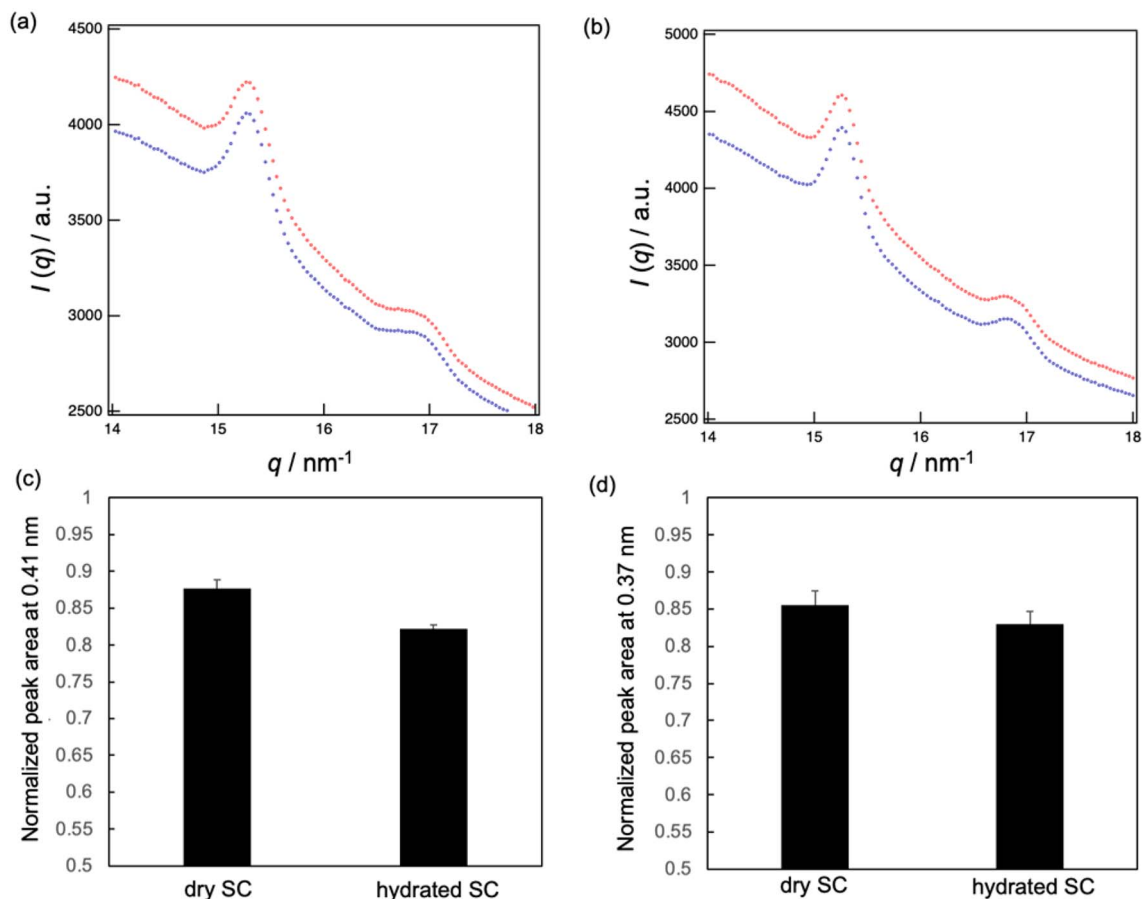 (a)
4500
4000
3500
3000
2500
I (q) / a.u.
14 15 16 17 18
q / nm-1
(b)
5000
4500
4000
3500
3000
2500
I (q) / a.u.
14 15 16 17 18
q / nm-1
(c)
Normalized peak area at 0.41 nm
1
0.95
0.9
0.85
0.8
0.75
0.7
0.65
0.6
0.55
0.5
dry SC hydrated SC
(d)
Normalized peak area at 0.37 nm
1
0.95
0.9
0.85
0.8
0.75
0.7
0.65
0.6
0.55
0.5
dry SC hydrated SC